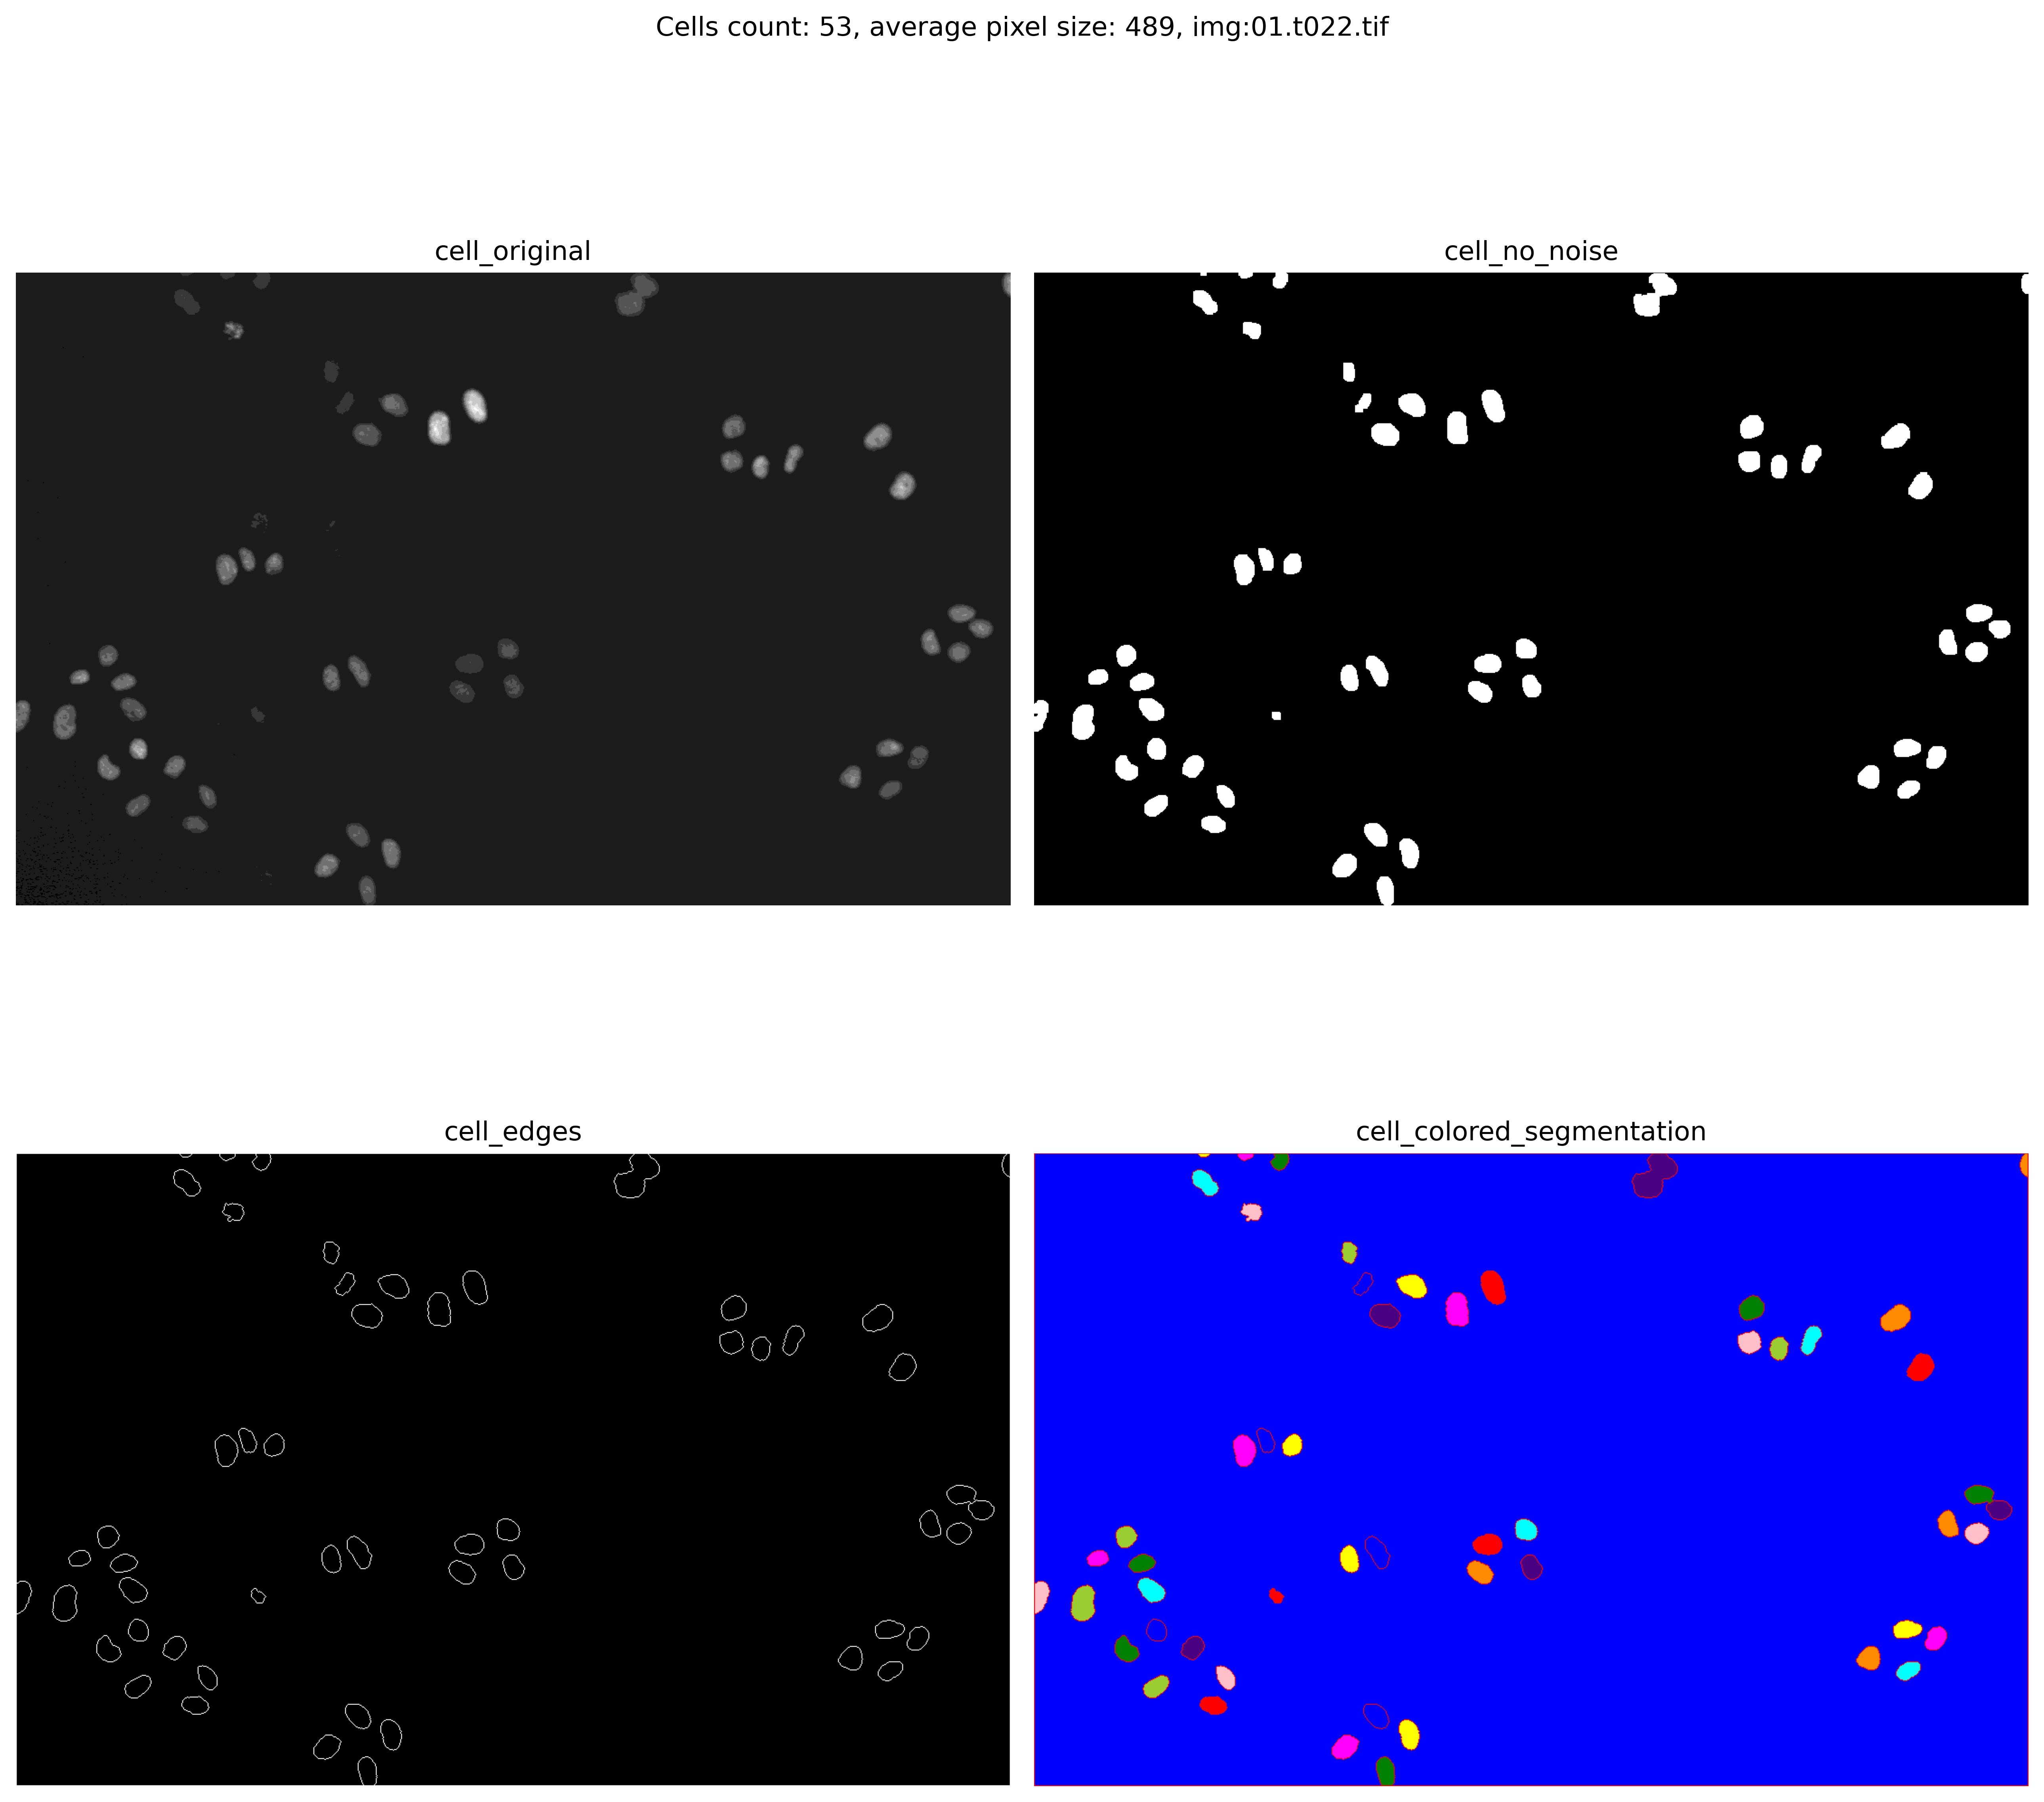 Cells count: 53, average pixel size: 489, img:01.t022.tif
cell_original
cell_no_noise
cell_edges
cell_colored_segmentation